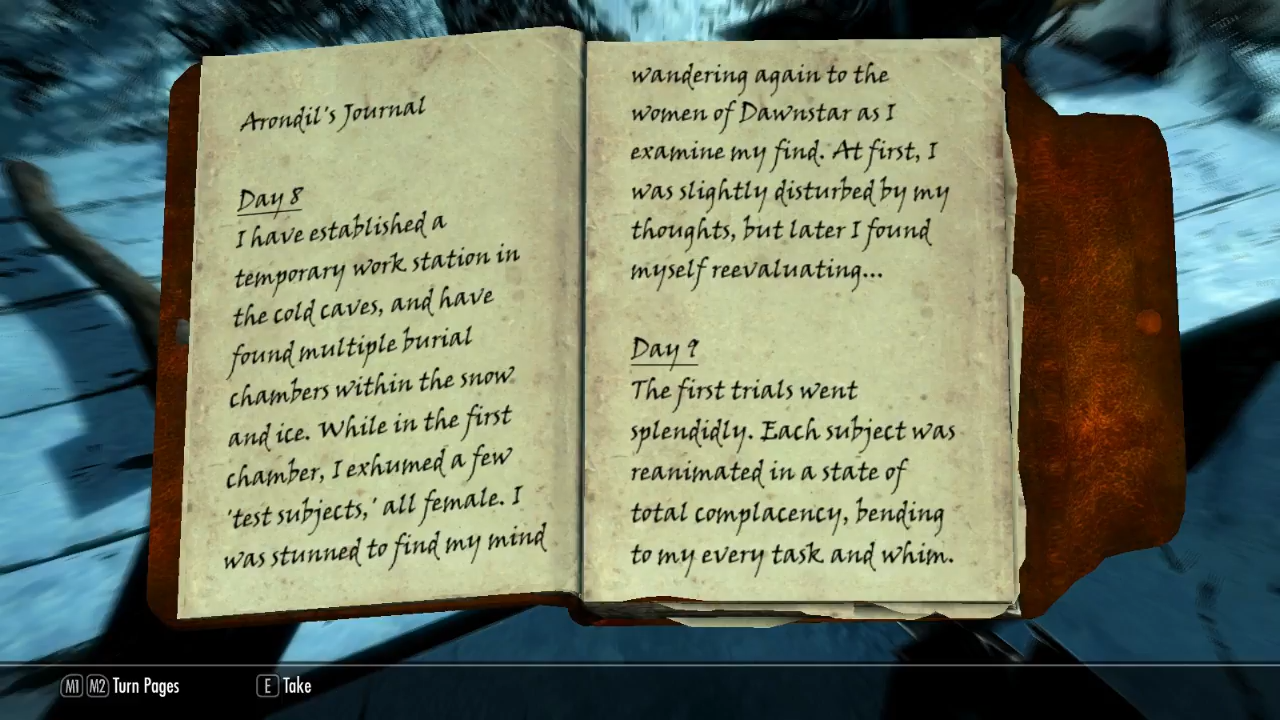 Arondil's Journal
Day 8
I have established a
temporary work station in
the cold caves, and have
found multiple burial
chambers within the snow
and ice. While in the first
chamber, I exhumed a few
'test subjects,' all female. I
was stunned to find my mind
wandering again to the
women of Dawnstar as I
examine my find. At first, I
was slightly disturbed by my
thoughts, but later I found
myself reevaluating...
Day 9
The first trials went
splendidly. Each subject was
reanimated in a state of
total complacency, bending
to my every task and whim.
M1 M2 Turn Pages
E Take